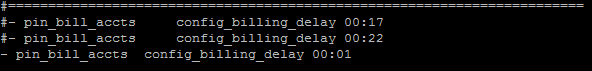 #=========================================================================
#- pin_bill_accts     config_billing_delay 00:17
#- pin_bill_accts     config_billing_delay 00:22
- pin_bill_accts  config_billing_delay 00:01